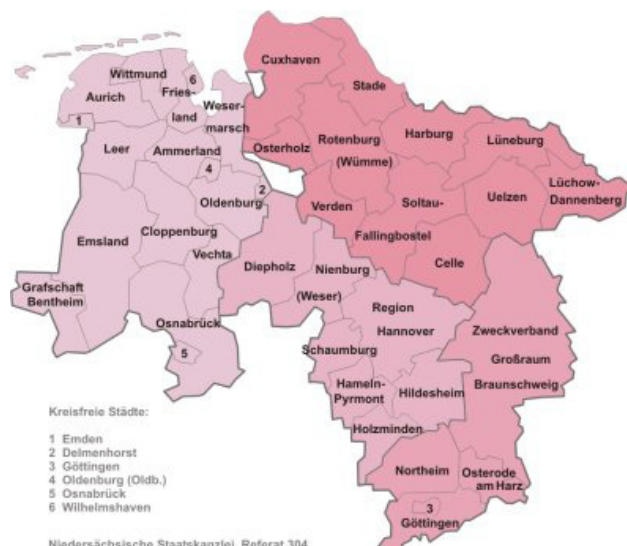 Cuxhaven
Wittmund
6
Stade
Aurich
Fries-
Weser-
1
land
marsch
Harburg
Lüneburg
Rotenburg
Leer
Ammerland
Osterholz
(Wümme)
4
Lüchow-
2
Dannenberg
Oldenburg
Uelzen
Verden
Soltau-
Cloppenburg
Emsland
Fallingbostel
Vechta
Diepholz
Nienburg
Celle
Grafschaft
Bentheim
(Weser)
Region
Osnabrück
Hannover
Zweckverband
5
Schaumburg
Großraum
Hameln-
Pyrmont
Hildesheim
Braunschweig
Holzminden
Northeim
Osterode
am Harz
3
Göttingen
Kreisfreie Städte:
1 Emden
2 Delmenhorst
3 Göttingen
4 Oldenburg (Oldb.)
5 Osnabrück
6 Wilhelmshaven
Niedersächsische Staatskanzlei, Referat 304